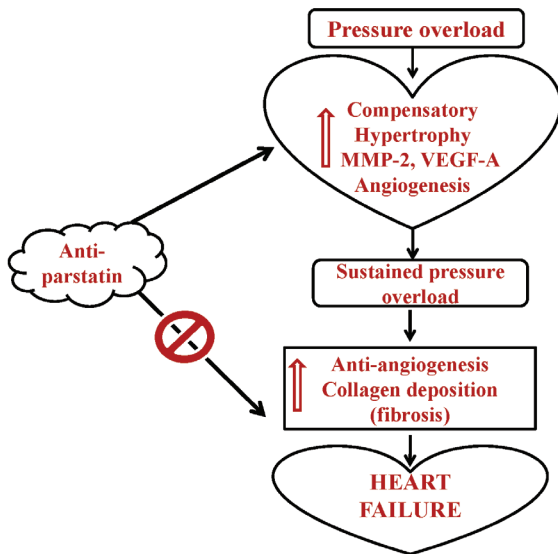 Pressure overload
Compensatory
Hypertrophy
MMP-2, VEGF-A
Angiogenesis
Anti-
parstatin
Sustained pressure
overload
Anti-angiogenesis
Collagen deposition
(fibrosis)
HEART
FAILURE